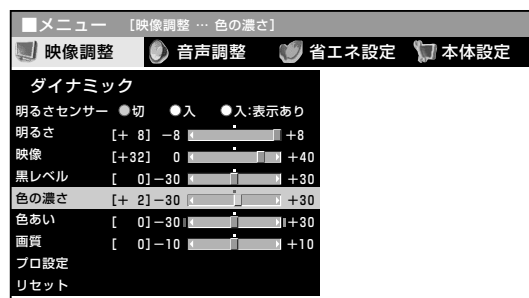 ■メニュー [映像調整 … 色の濃さ]
映像調整 音声調整 省エネ設定 本体設定
ダイナミック
明るさセンサー ●切 ●入 ●入:表示あり
明るさ [+ 8] −8 +8
映像 [+32] 0 +40
黒レベル [ 0] −30 +30
色の濃さ [+ 2] −30 +30
色あい [ 0] −30 +30
画質 [ 0] −10 +10
プロ設定
リセット